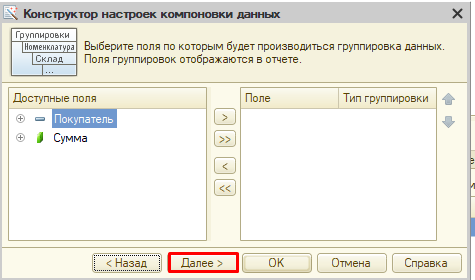 Конструктор настроек компоновки данных
Группировки
Номенклатура
Склад
...
Выберите поля по которым будет производиться группировка данных.
Поля группировок отображаются в отчете.
Доступные поля
Покупатель
Сумма
>
>>
<
<<
Поле
Тип группировки
< Назад
Далее >
OK
Отмена
Справка